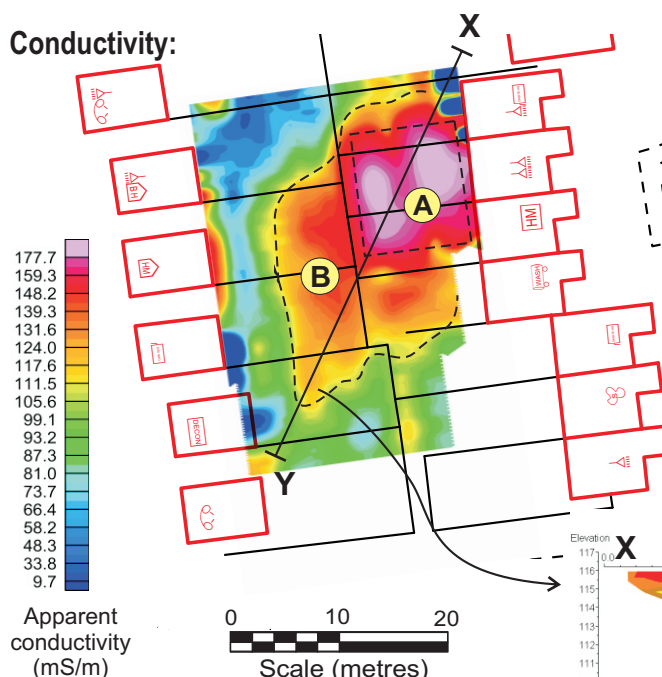 Conductivity:
X
BH
HM
HM
A
WASH
B
177.7
159.3
148.2
139.3
131.6
124.0
117.6
111.5
105.6
99.1
93.2
87.3
81.0
73.7
66.4
58.2
48.3
33.8
9.7
DECON
S
Y
Apparent
conductivity
(mS/m)
0 10 20
Scale (metres)
Elevation
0.0
X
117
116
115
114
113
112
111